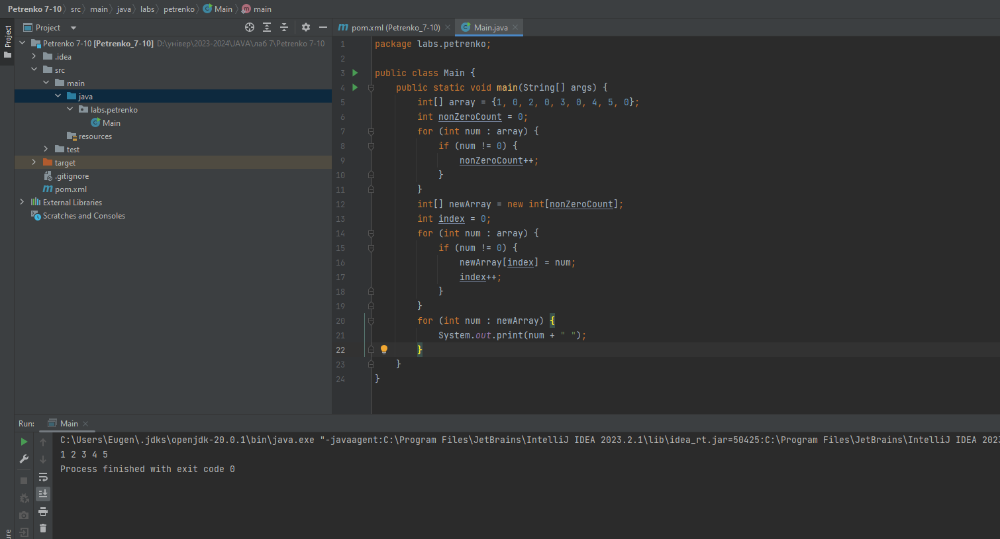 Petrenko 7-10 src main java labs petrenko Main main
Project
Project
pom.xml (Petrenko_7-10) Main.java
Petrenko 7-10 [Petrenko_7-10] D:\універ\2023-2024\JAVA\лаб 7\Petrenko 7-10
.idea
src
main
java
labs.petrenko
Main
resources
test
target
.gitignore
pom.xml
External Libraries
Scratches and Consoles
1 package labs.petrenko;
2
3 public class Main {
4 public static void main(String[] args) {
5 int[] array = {1, 0, 2, 0, 3, 0, 4, 5, 0};
6 int nonZeroCount = 0;
7 for (int num : array) {
8 if (num != 0) {
9 nonZeroCount++;
10 }
11 }
12 int[] newArray = new int[nonZeroCount];
13 int index = 0;
14 for (int num : array) {
15 if (num != 0) {
16 newArray[index] = num;
17 index++;
18 }
19 }
20 for (int num : newArray) {
21 System.out.print(num + " ");
22 }
23 }
24 }
Run: Main
C:\Users\Eugen\.jdks\openjdk-20.0.1\bin\java.exe "-javaagent:C:\Program Files\JetBrains\IntelliJ IDEA 2023.2.1\lib\idea_rt.jar=50425:C:\Program Files\JetBrains\IntelliJ IDEA
1 2 3 4 5
Process finished with exit code 0